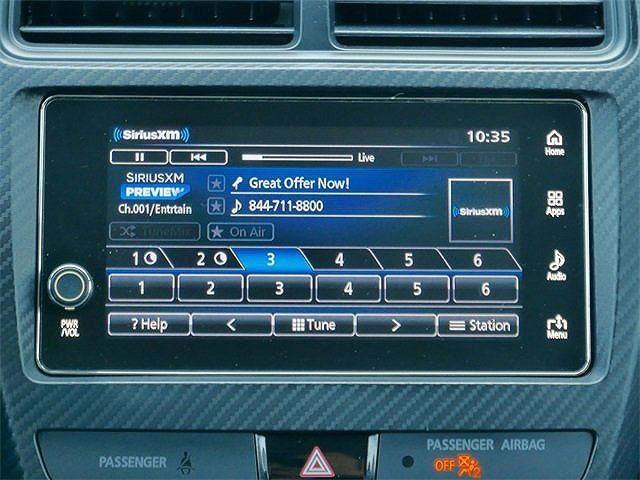 SiriusXM 10:35
Live
SIRIUSXM
PREVIEW
Ch.001/Entrtain
Great Offer Now!
844-711-8800
SiriusXM
TuneMix
On Air
1 2 3 4 5 6
1 2 3 4 5 6
? Help < Tune > Station
Home
Apps
Audio
Menu
PWR
/VOL
PASSENGER
PASSENGER AIRBAG
OFF
2